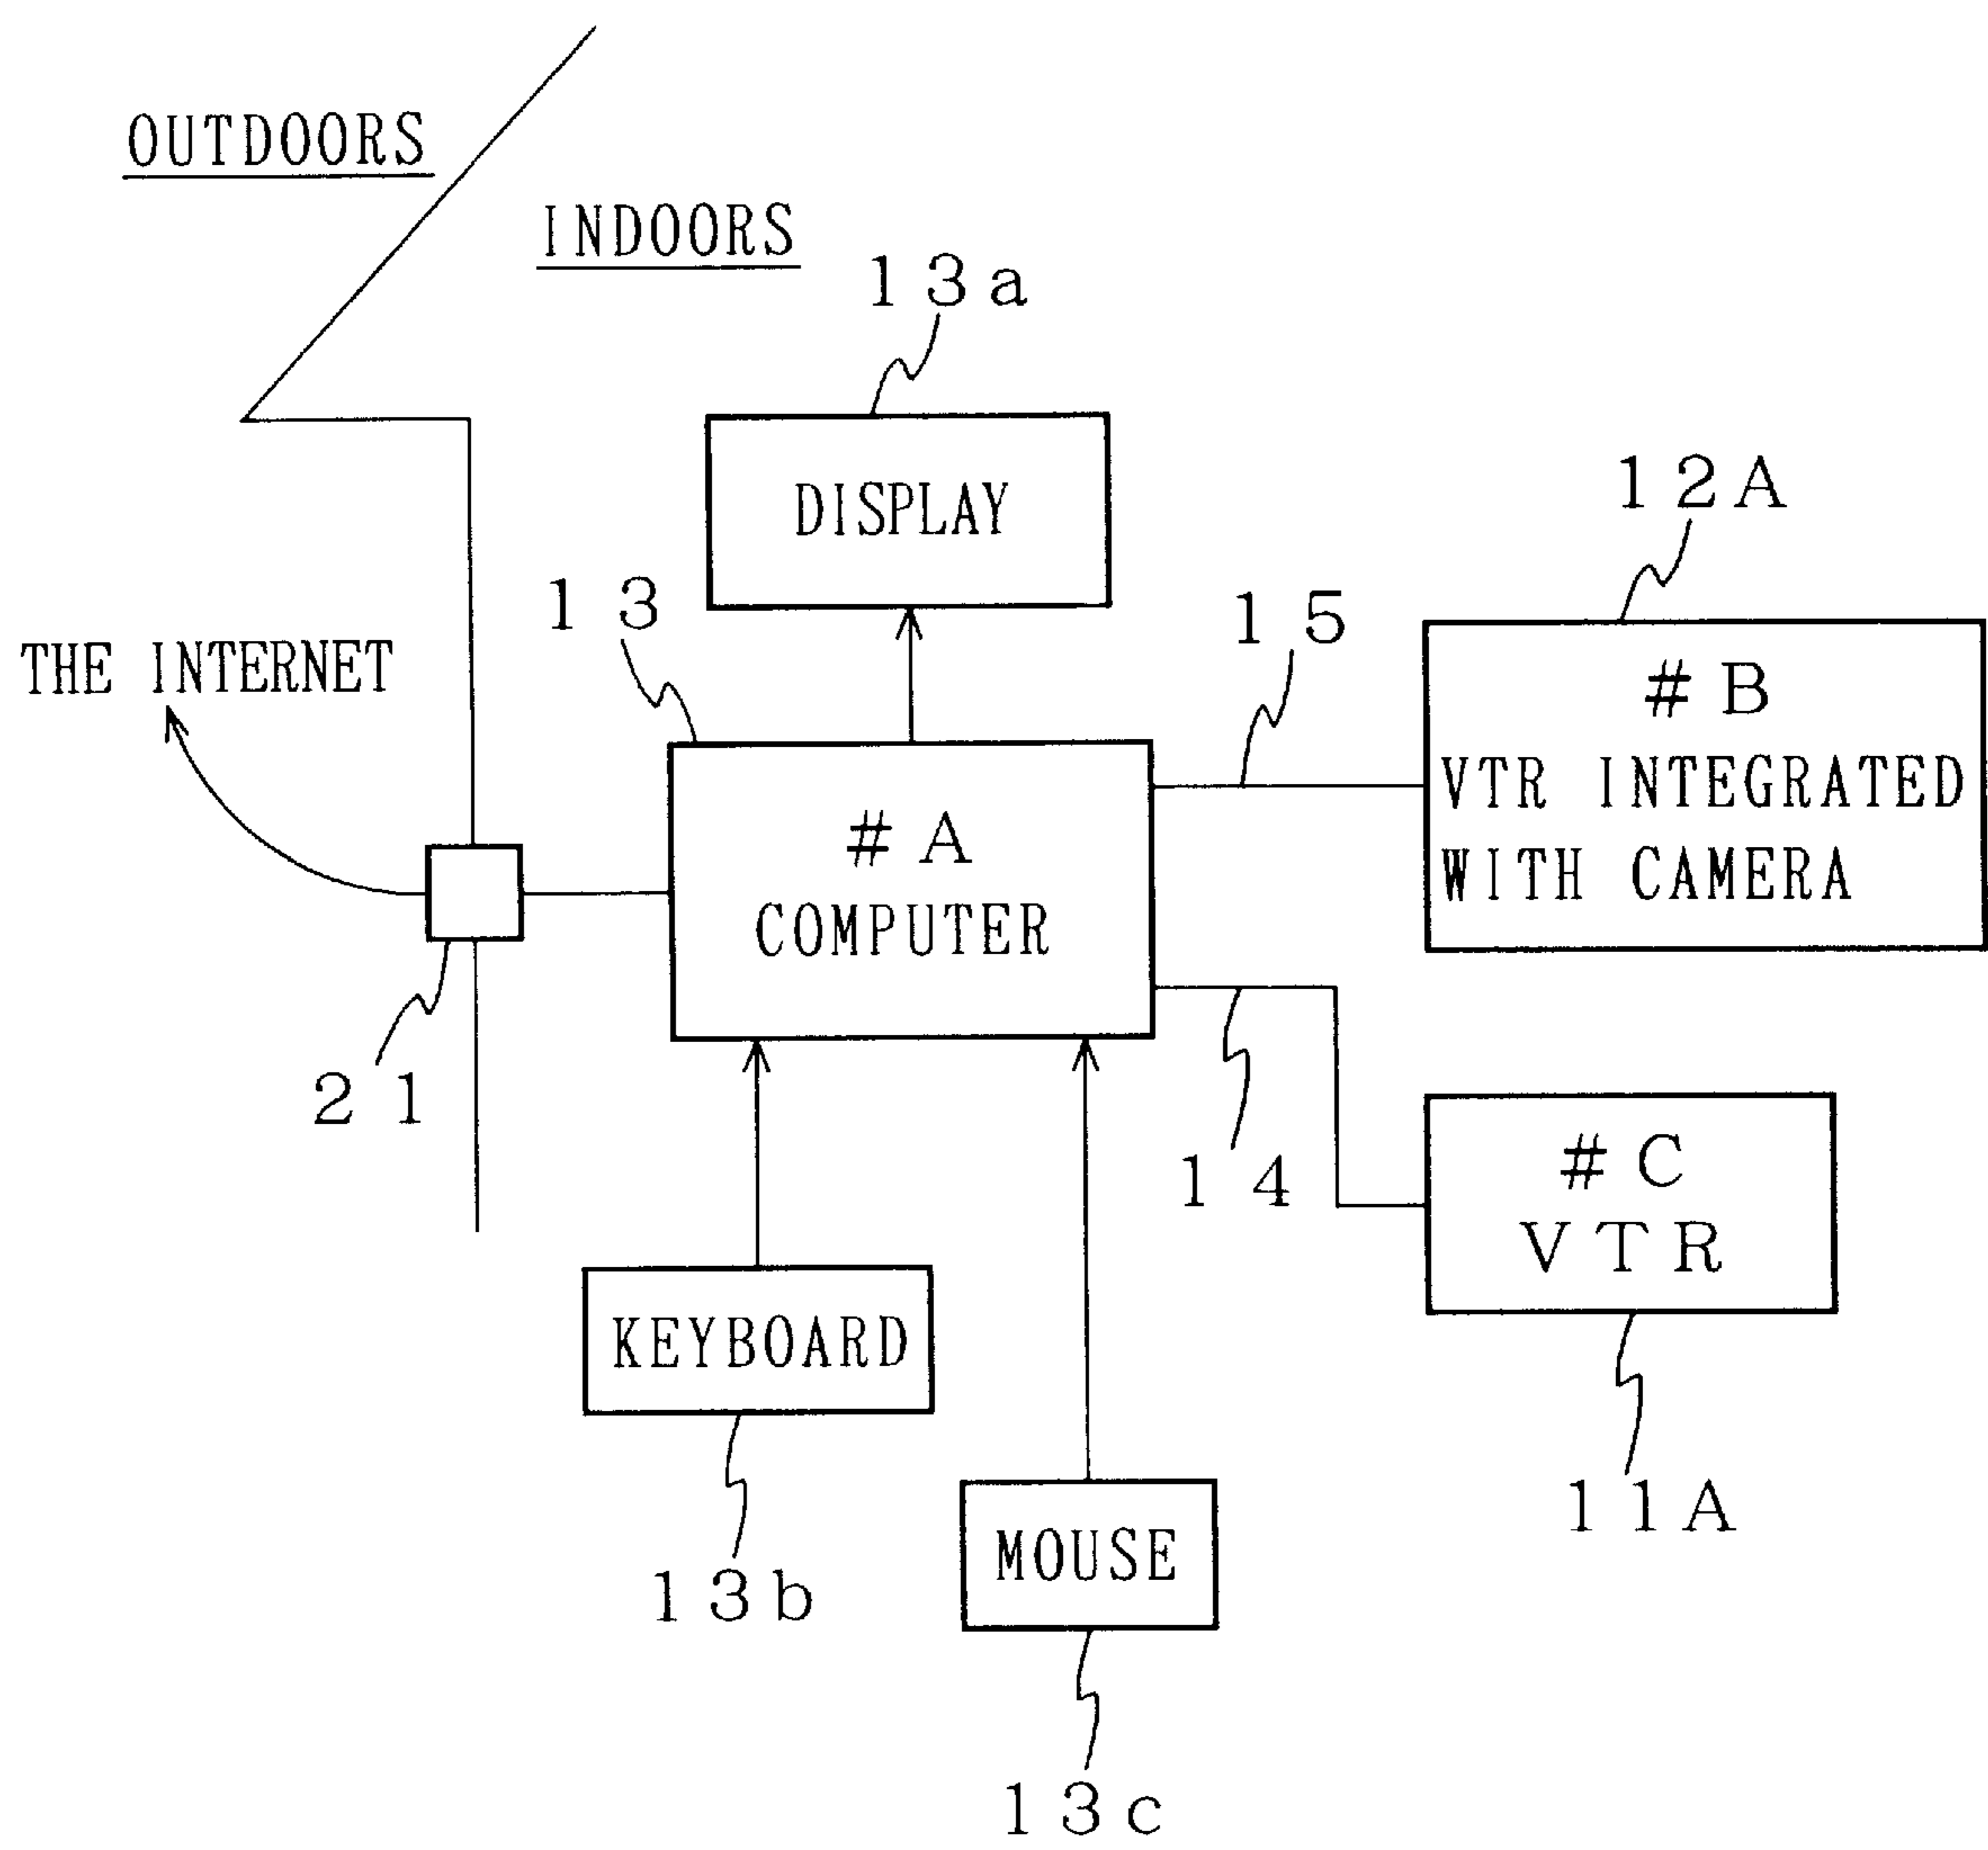 OUTDOORS
INDOORS
13a
DISPLAY
12A
13
15
THE INTERNET
#B
VTR INTEGRATED
WITH CAMERA
#A
COMPUTER
21
14
#C
VTR
KEYBOARD
11A
MOUSE
13b
13c